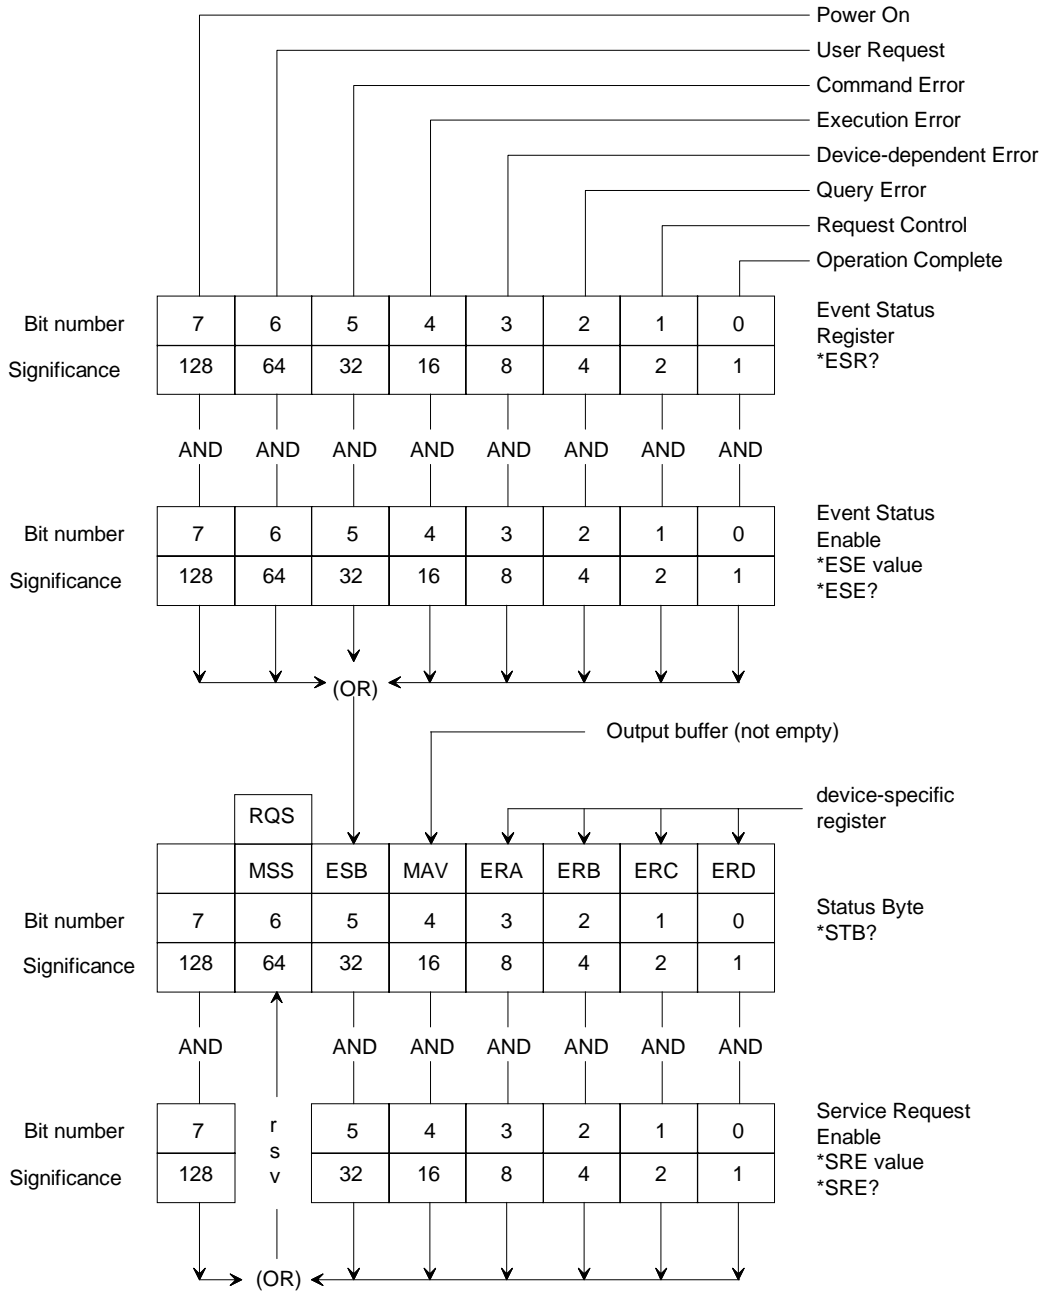 Power On
User Request
Command Error
Execution Error
Device-dependent Error
Query Error
Request Control
Operation Complete
Bit number 7 6 5 4 3 2 1 0
Significance 128 64 32 16 8 4 2 1
Event Status
Register
*ESR?
AND AND AND AND AND AND AND AND
Bit number 7 6 5 4 3 2 1 0
Significance 128 64 32 16 8 4 2 1
Event Status
Enable
*ESE value
*ESE?
(OR)
Output buffer (not empty)
device-specific
register
RQS
MSS ESB MAV ERA ERB ERC ERD
Bit number 7 6 5 4 3 2 1 0
Significance 128 64 32 16 8 4 2 1
Status Byte
*STB?
AND AND AND AND AND AND AND
Bit number 7 5 4 3 2 1 0
Significance 128 32 16 8 4 2 1
r
s
v
Service Request
Enable
*SRE value
*SRE?
(OR)